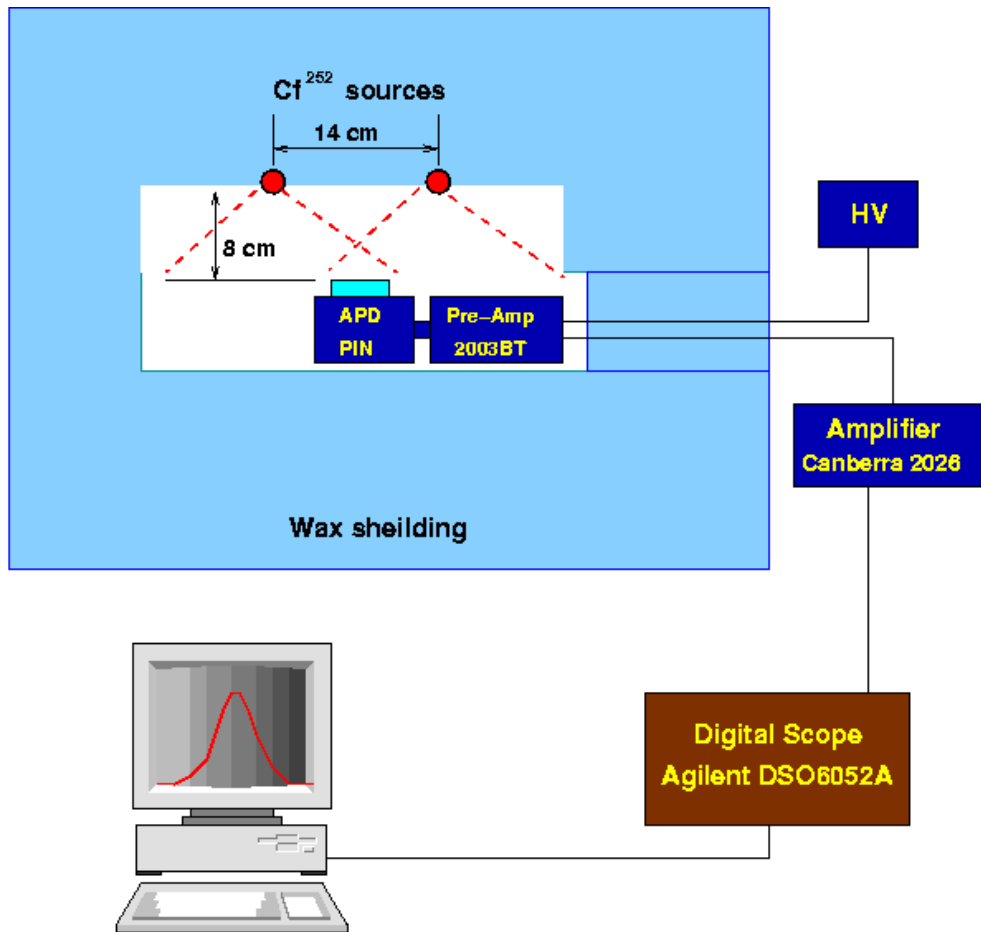 Cf²⁵² sources
14 cm
8 cm
HV
APD
PIN
Pre-Amp
2003BT
Amplifier
Canberra 2026
Wax sheilding
Digital Scope
Agilent DSO6052A